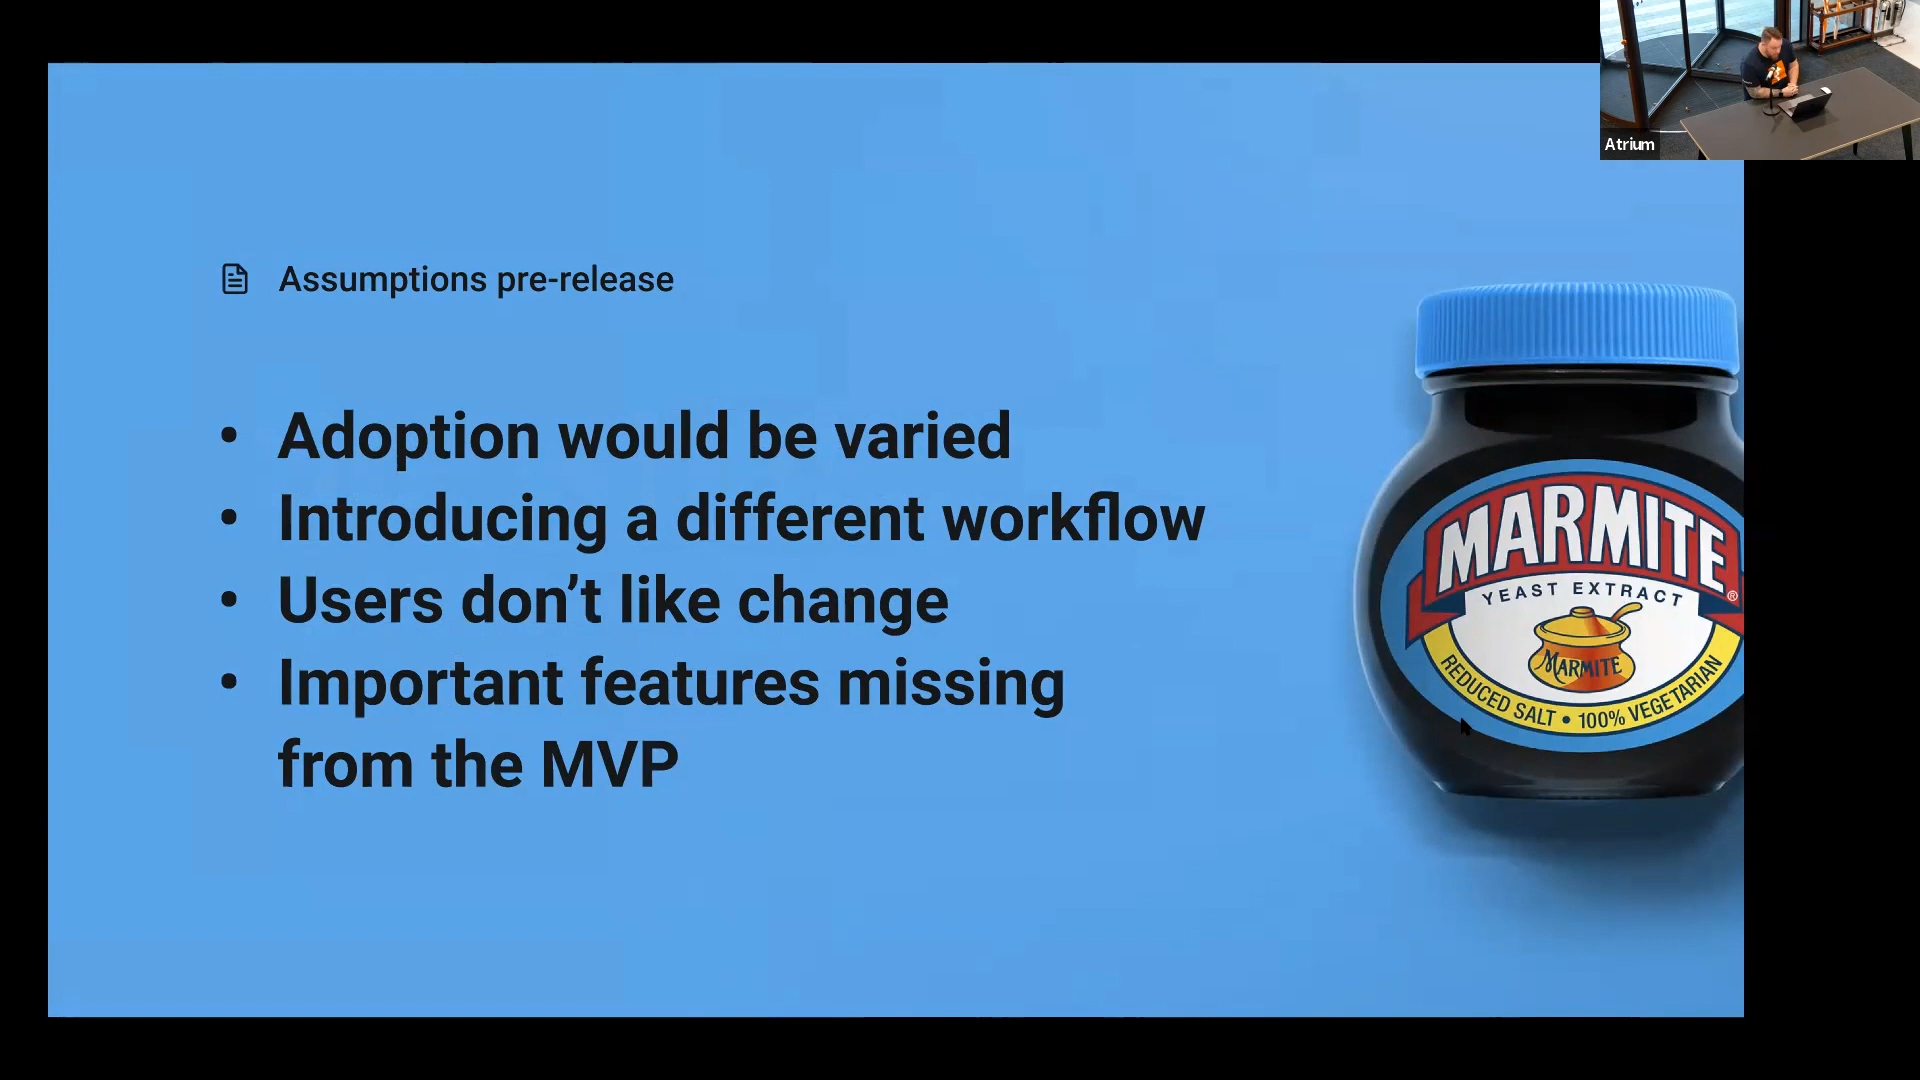 Atrium
Assumptions pre-release
• Adoption would be varied
• Introducing a different workflow
• Users don’t like change
• Important features missing
from the MVP
MARMITE®
YEAST EXTRACT
MARMITE
REDUCED SALT • 100% VEGETARIAN